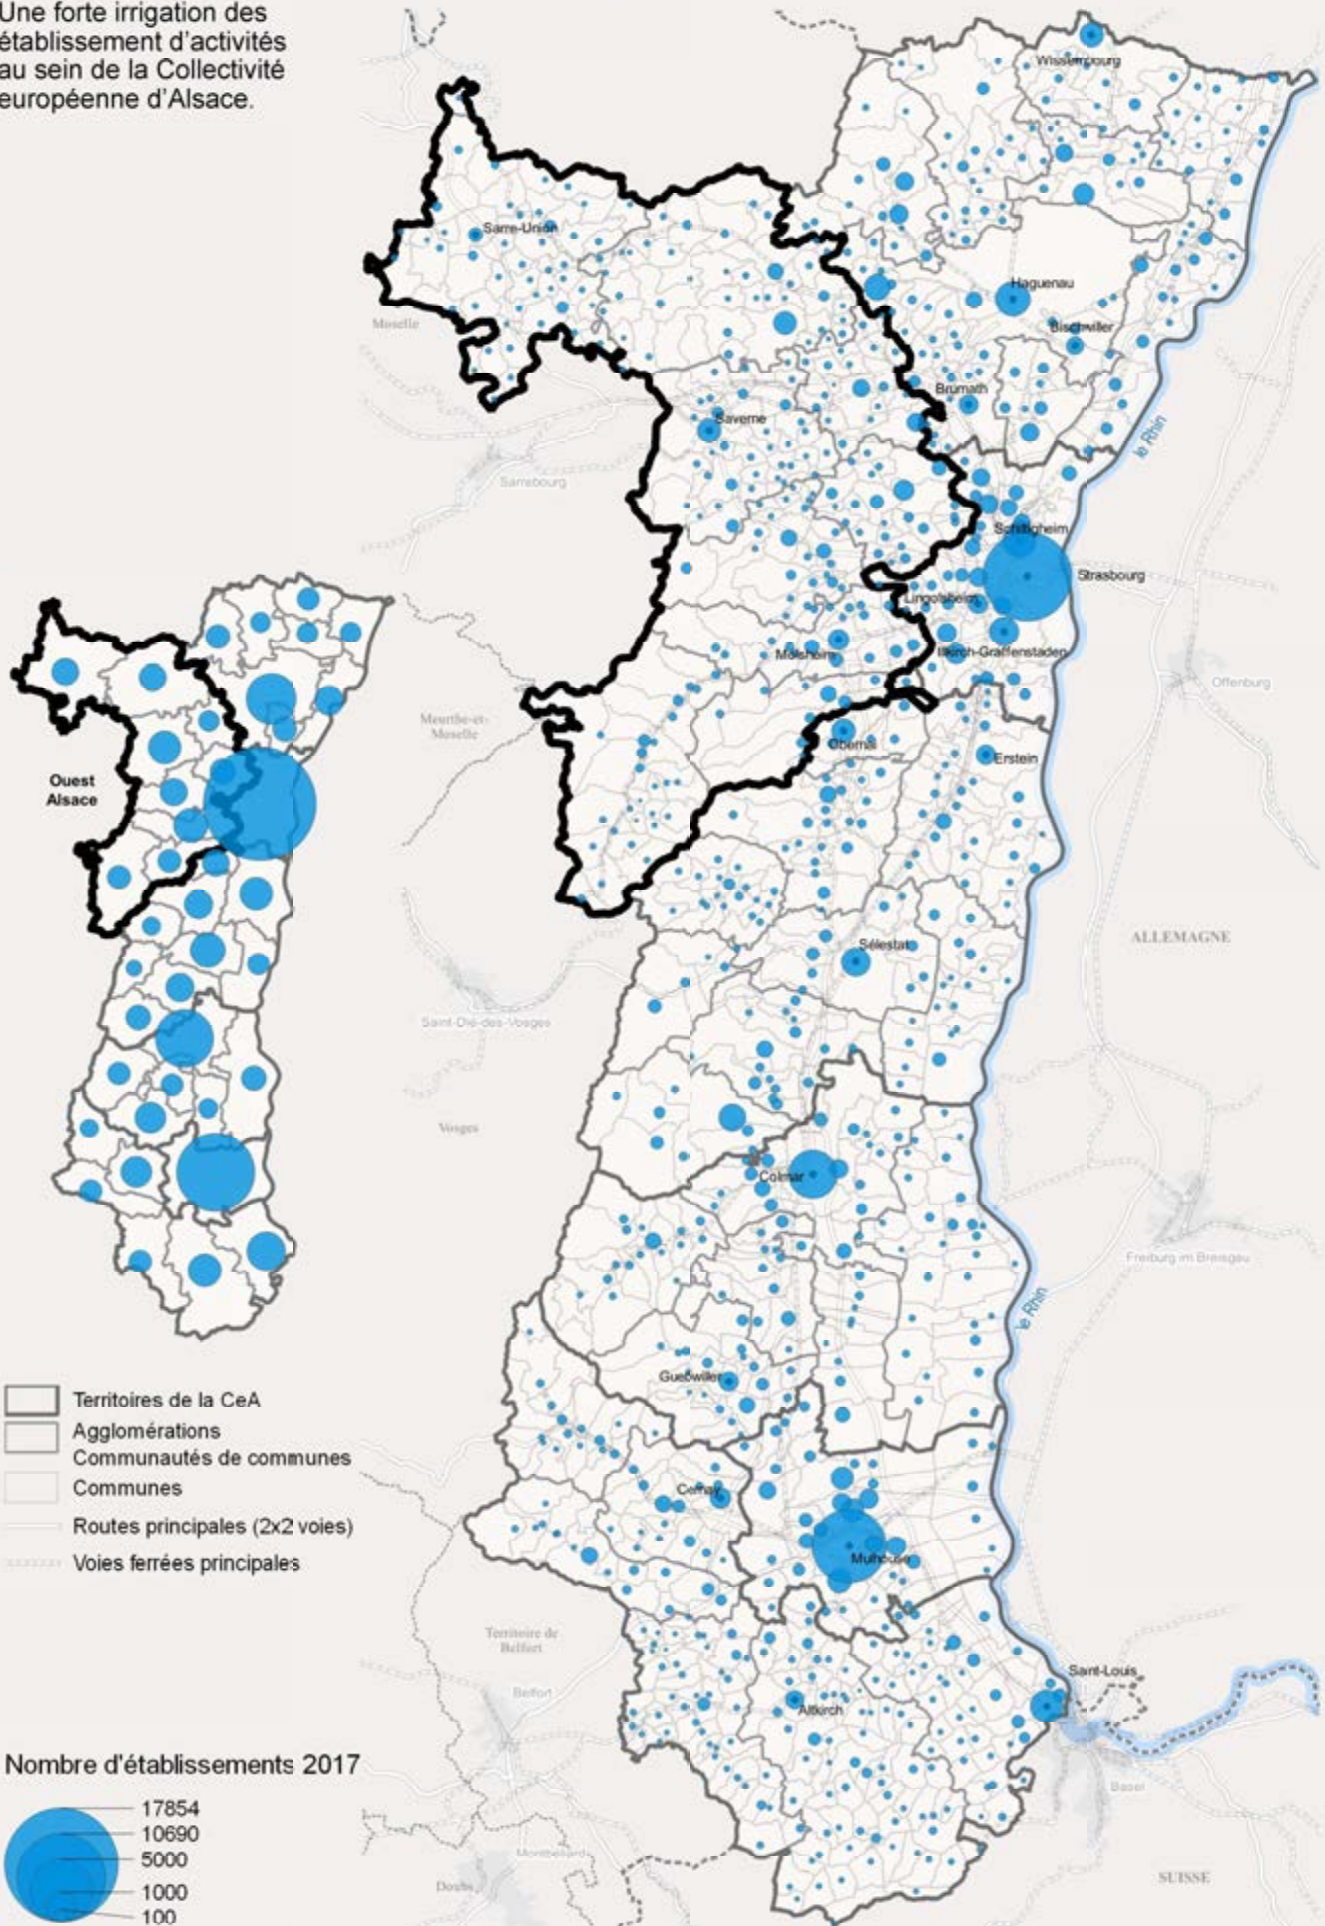 Une forte irrigation des
établissement d'activités
au sein de la Collectivité
européenne d'Alsace.
Wissembourg
Sarre-Union
Moselle
Haguenau
Bischviller
Brumath
Saverne
le Rhin
Sarrebourg
Schiltigheim
Strasbourg
Lingolsheim
Molsheim
Illkirch-Graffenstaden
Offenburg
Meurthe-et-
Moselle
Obernai
Erstein
Ouest
Alsace
ALLEMAGNE
Sélestat
Saint-Dié-des-Vosges
Vosges
Colmar
Freiburg im Breisgau
le Rhin
Guebwiller
Territoires de la CeA
Agglomérations
Communautés de communes
Communes
Routes principales (2x2 voies)
Voies ferrées principales
Cernay
Mulhouse
Territoire de
Belfort
Belfort
Saint-Louis
Altkirch
Basel
Nombre d'établissements 2017
17854
10690
5000
1000
100
Montbéliard
Doubs
SUISSE